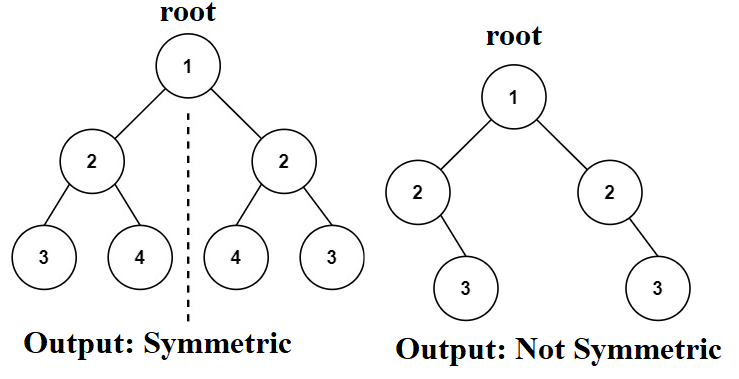 root
1
2 2
3 4 4 3
Output: Symmetric
root
1
2 2
3 3
Output: Not Symmetric